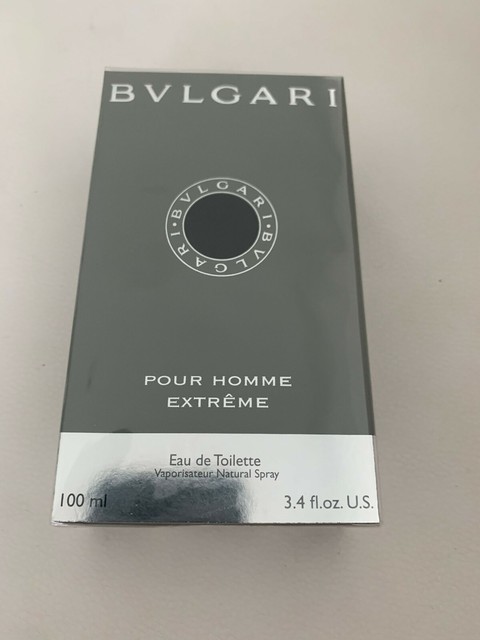 BVLGARI
BVLGARI · BVLGARI ·
POUR HOMME
EXTRÊME
Eau de Toilette
Vaporisateur Natural Spray
100 ml
3.4 fl.oz. U.S.